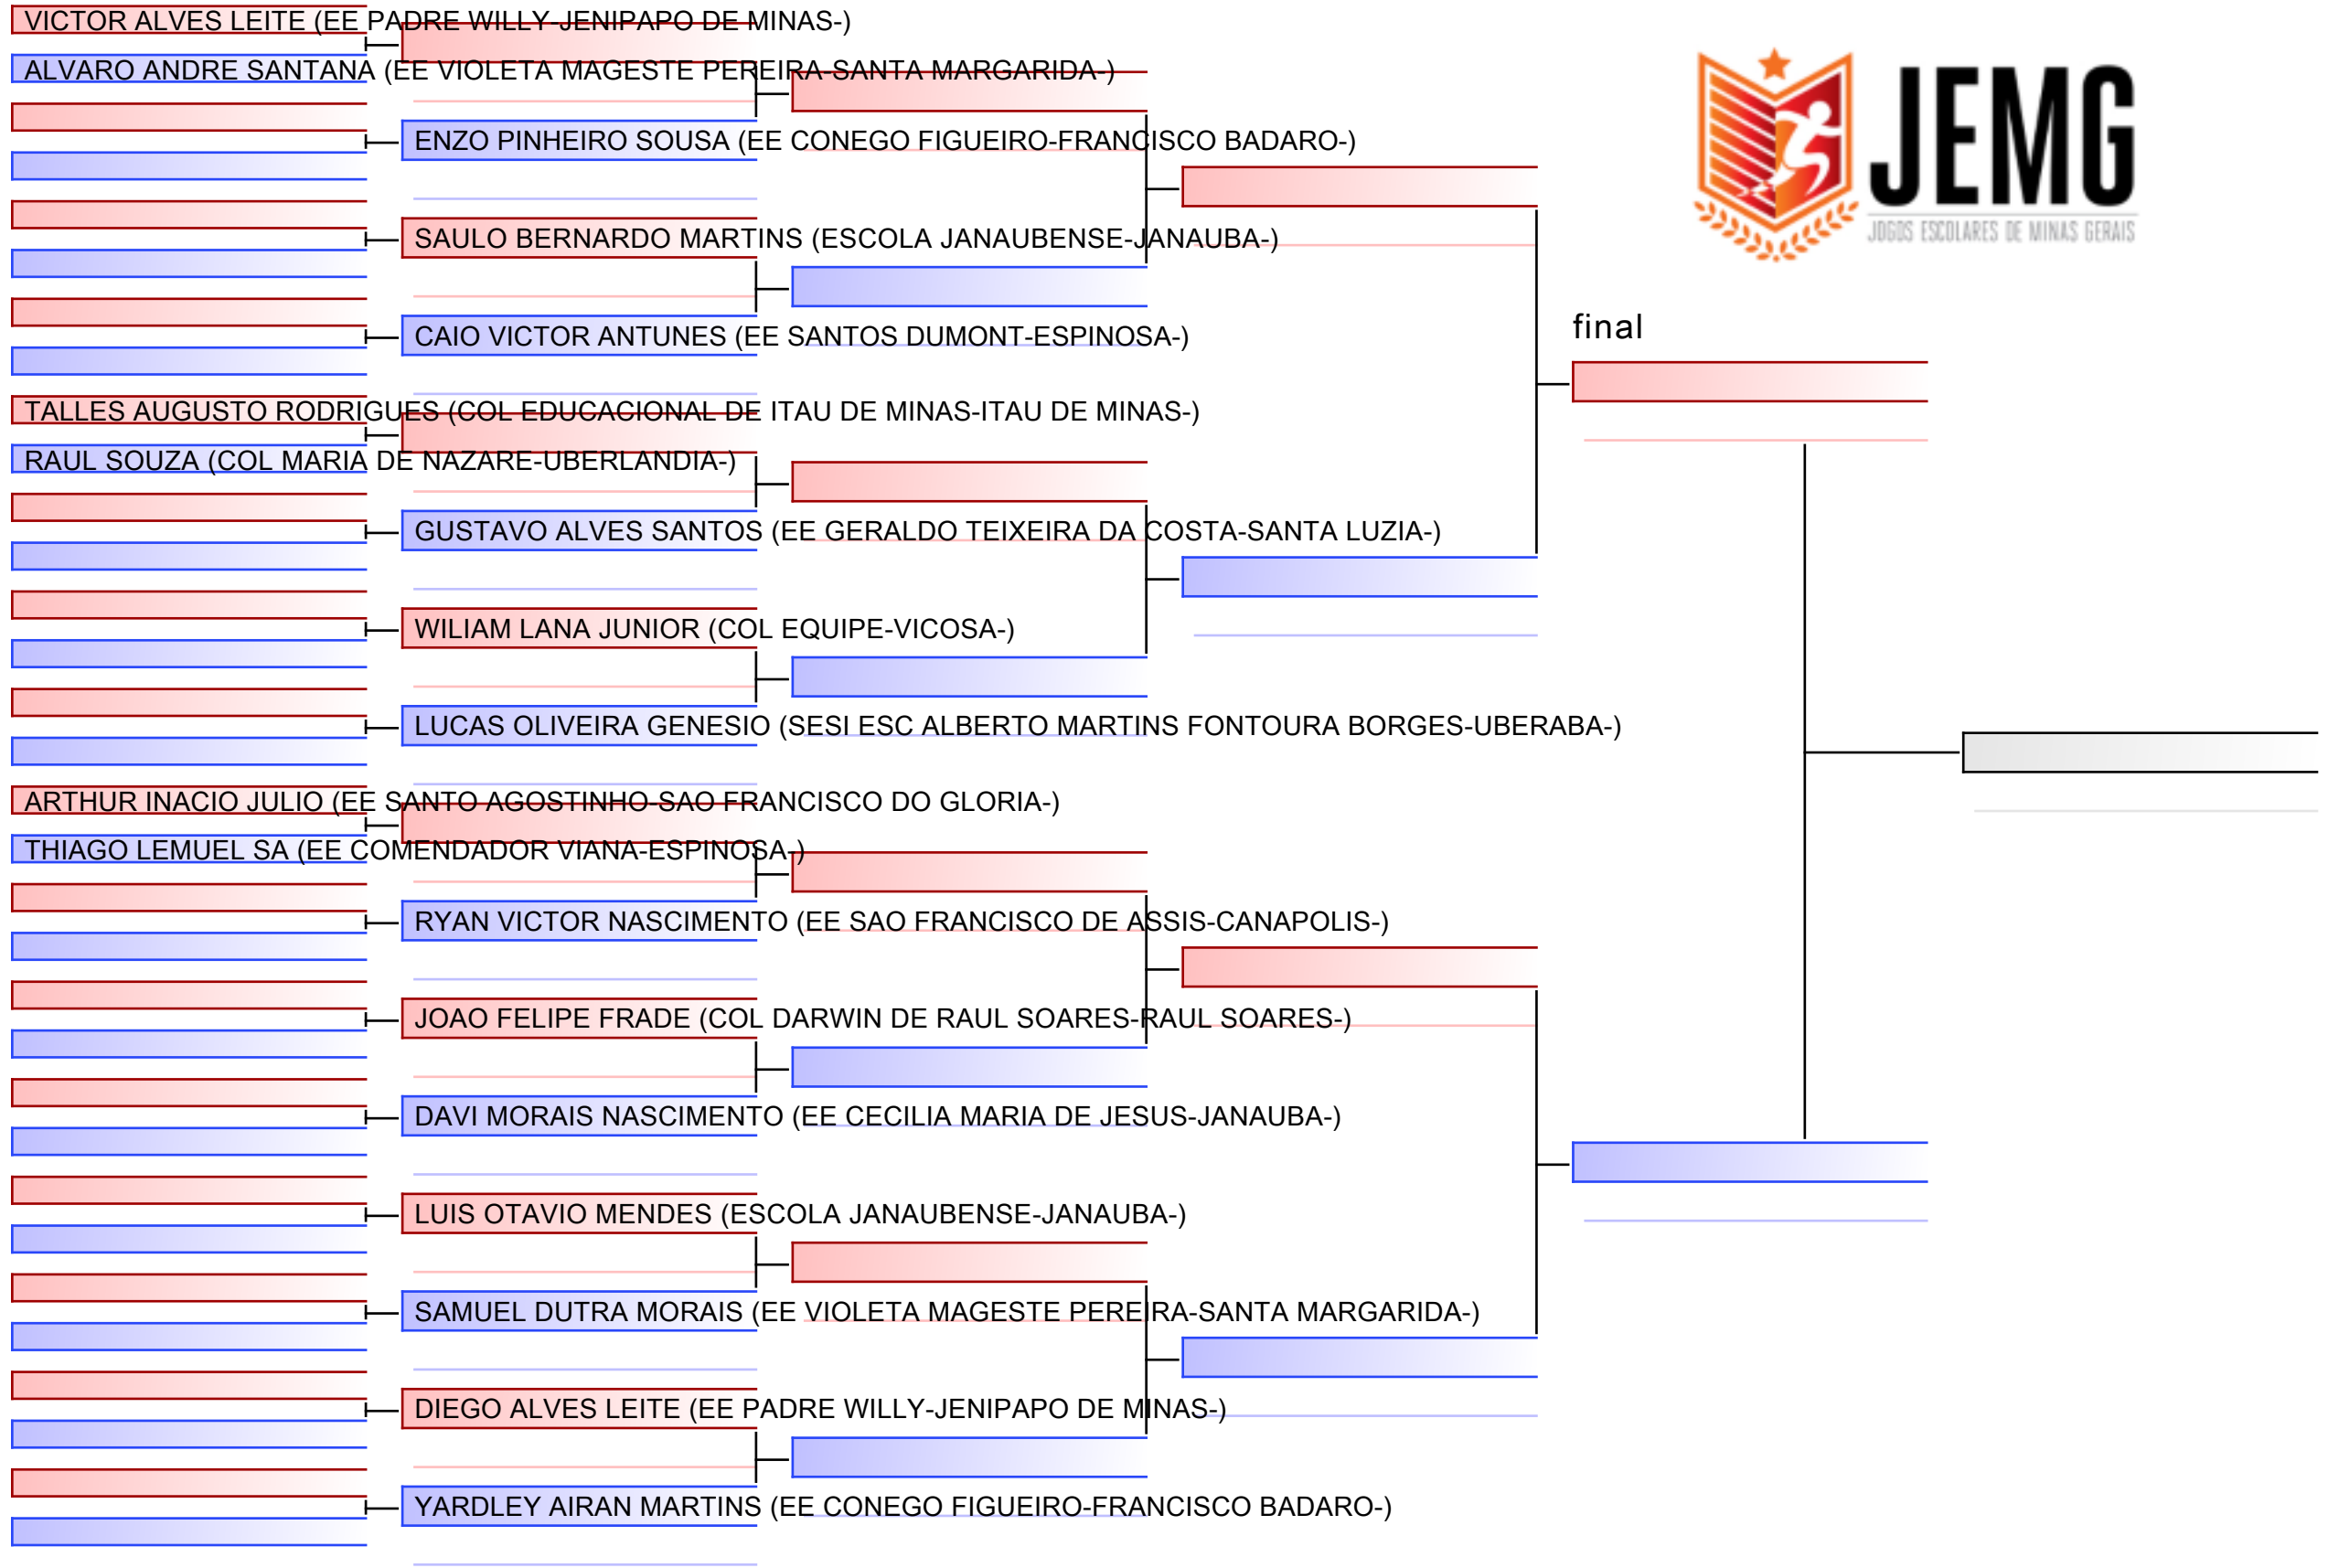 VICTOR ALVES LEITE (EE PADRE WILLY-JENIPAPO DE MINAS-)
ALVARO ANDRE SANTANA (EE VIOLETA MAGESTE PEREIRA-SANTA MARGARIDA-)
ENZO PINHEIRO SOUSA (EE CONEGO FIGUEIRO-FRANCISCO BADARO-)
JEMG
JOGOS ESCOLARES DE MINAS GERAIS
SAULO BERNARDO MARTINS (ESCOLA JANAUBENSE-JANAUBA-)
final
CAIO VICTOR ANTUNES (EE SANTOS DUMONT-ESPINOSA-)
TALLES AUGUSTO RODRIGUES (COL EDUCACIONAL DE ITAU DE MINAS-ITAU DE MINAS-)
RAUL SOUZA (COL MARIA DE NAZARE-UBERLANDIA-)
GUSTAVO ALVES SANTOS (EE GERALDO TEIXEIRA DA COSTA-SANTA LUZIA-)
WILIAM LANA JUNIOR (COL EQUIPE-VICOSA-)
LUCAS OLIVEIRA GENESIO (SESI ESC ALBERTO MARTINS FONTOURA BORGES-UBERABA-)
ARTHUR INACIO JULIO (EE SANTO AGOSTINHO-SAO FRANCISCO DO GLORIA-)
THIAGO LEMUEL SA (EE COMENDADOR VIANA-ESPINOSA-)
RYAN VICTOR NASCIMENTO (EE SAO FRANCISCO DE ASSIS-CANAPOLIS-)
JOAO FELIPE FRADE (COL DARWIN DE RAUL SOARES-RAUL SOARES-)
DAVI MORAIS NASCIMENTO (EE CECILIA MARIA DE JESUS-JANAUBA-)
LUIS OTAVIO MENDES (ESCOLA JANAUBENSE-JANAUBA-)
SAMUEL DUTRA MORAIS (EE VIOLETA MAGESTE PEREIRA-SANTA MARGARIDA-)
DIEGO ALVES LEITE (EE PADRE WILLY-JENIPAPO DE MINAS-)
YARDLEY AIRAN MARTINS (EE CONEGO FIGUEIRO-FRANCISCO BADARO-)